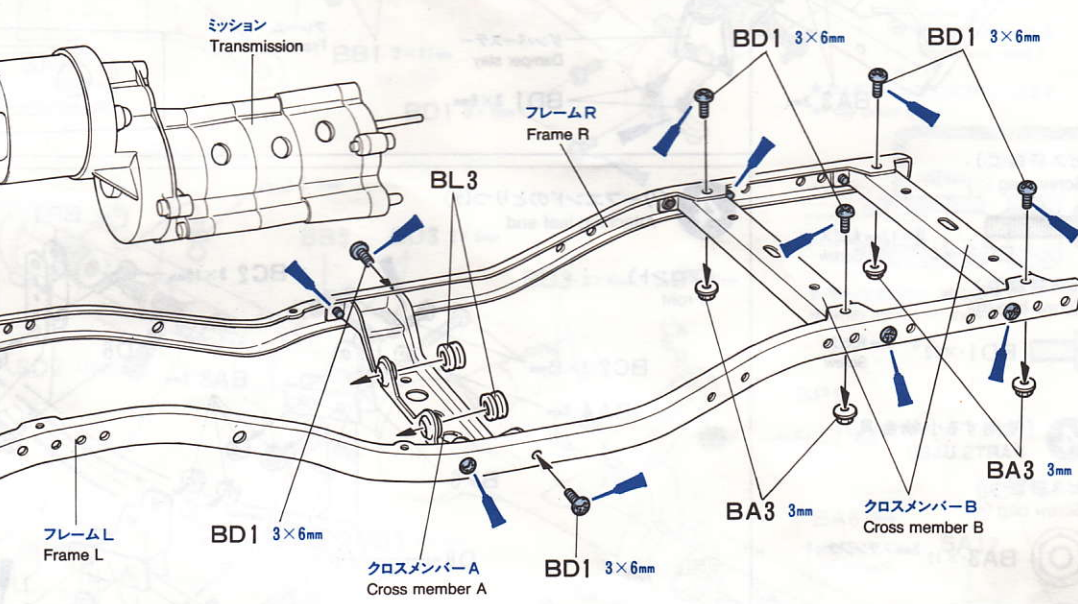 ミッション
Transmission
BD1 3×6mm
BD1 3×6mm
フレームR
Frame R
BL3
フレームL
Frame L
BD1 3×6mm
クロスメンバーA
Cross member A
BD1 3×6mm
BA3 3mm
クロスメンバーB
Cross member B
BA3 3mm